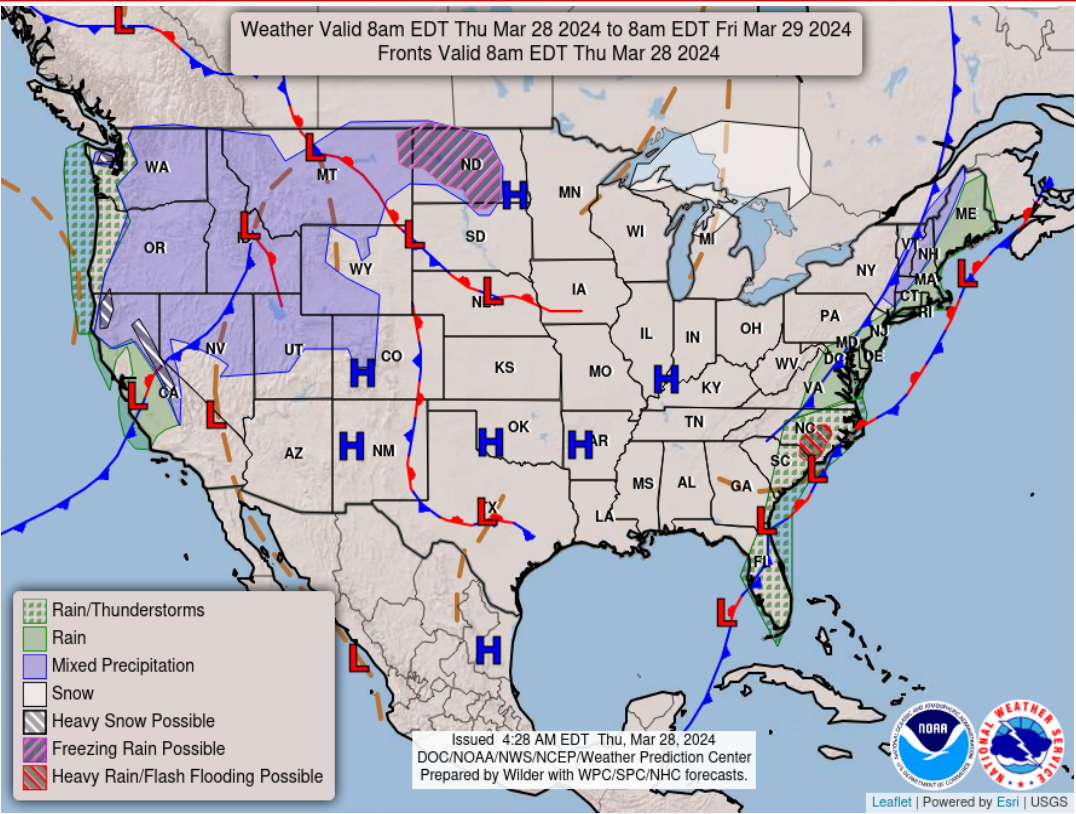 Weather Valid 8am EDT Thu Mar 28 2024 to 8am EDT Fri Mar 29 2024
Fronts Valid 8am EDT Thu Mar 28 2024
L
WA
L
MT
ND
H
MN
OR
L
L
SD
WI
MI
VT
ME
NH
WY
NY
MA
L
CT
RI
L
IA
NV
UT
CO
IL
IN
OH
PA
NJ
MD
DE
DC
WV
H
KS
MO
H
KY
VA
CA
L
L
AZ
H
NM
H
OK
H
AR
TN
NC
SC
L
MS
AL
GA
L
TX
LA
L
FL
L
H
L
Rain/Thunderstorms
Rain
Mixed Precipitation
Snow
Heavy Snow Possible
Freezing Rain Possible
Heavy Rain/Flash Flooding Possible
Issued 4:28 AM EDT Thu, Mar 28, 2024
DOC/NOAA/NWS/NCEP/Weather Prediction Center
Prepared by Wilder with WPC/SPC/NHC forecasts.
NOAA
NATIONAL WEATHER SERVICE
Leaflet | Powered by Esri | USGS